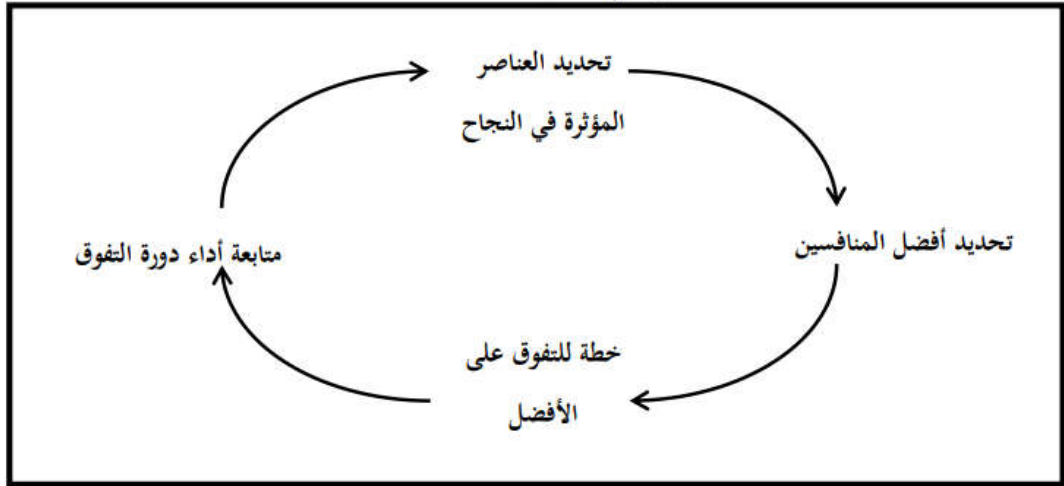 تحديد العناصر
المؤثرة في النجاح
تحديد أفضل المنافسين
متابعة أداء دورة التفوق
خطة للتفوق على
الأفضل